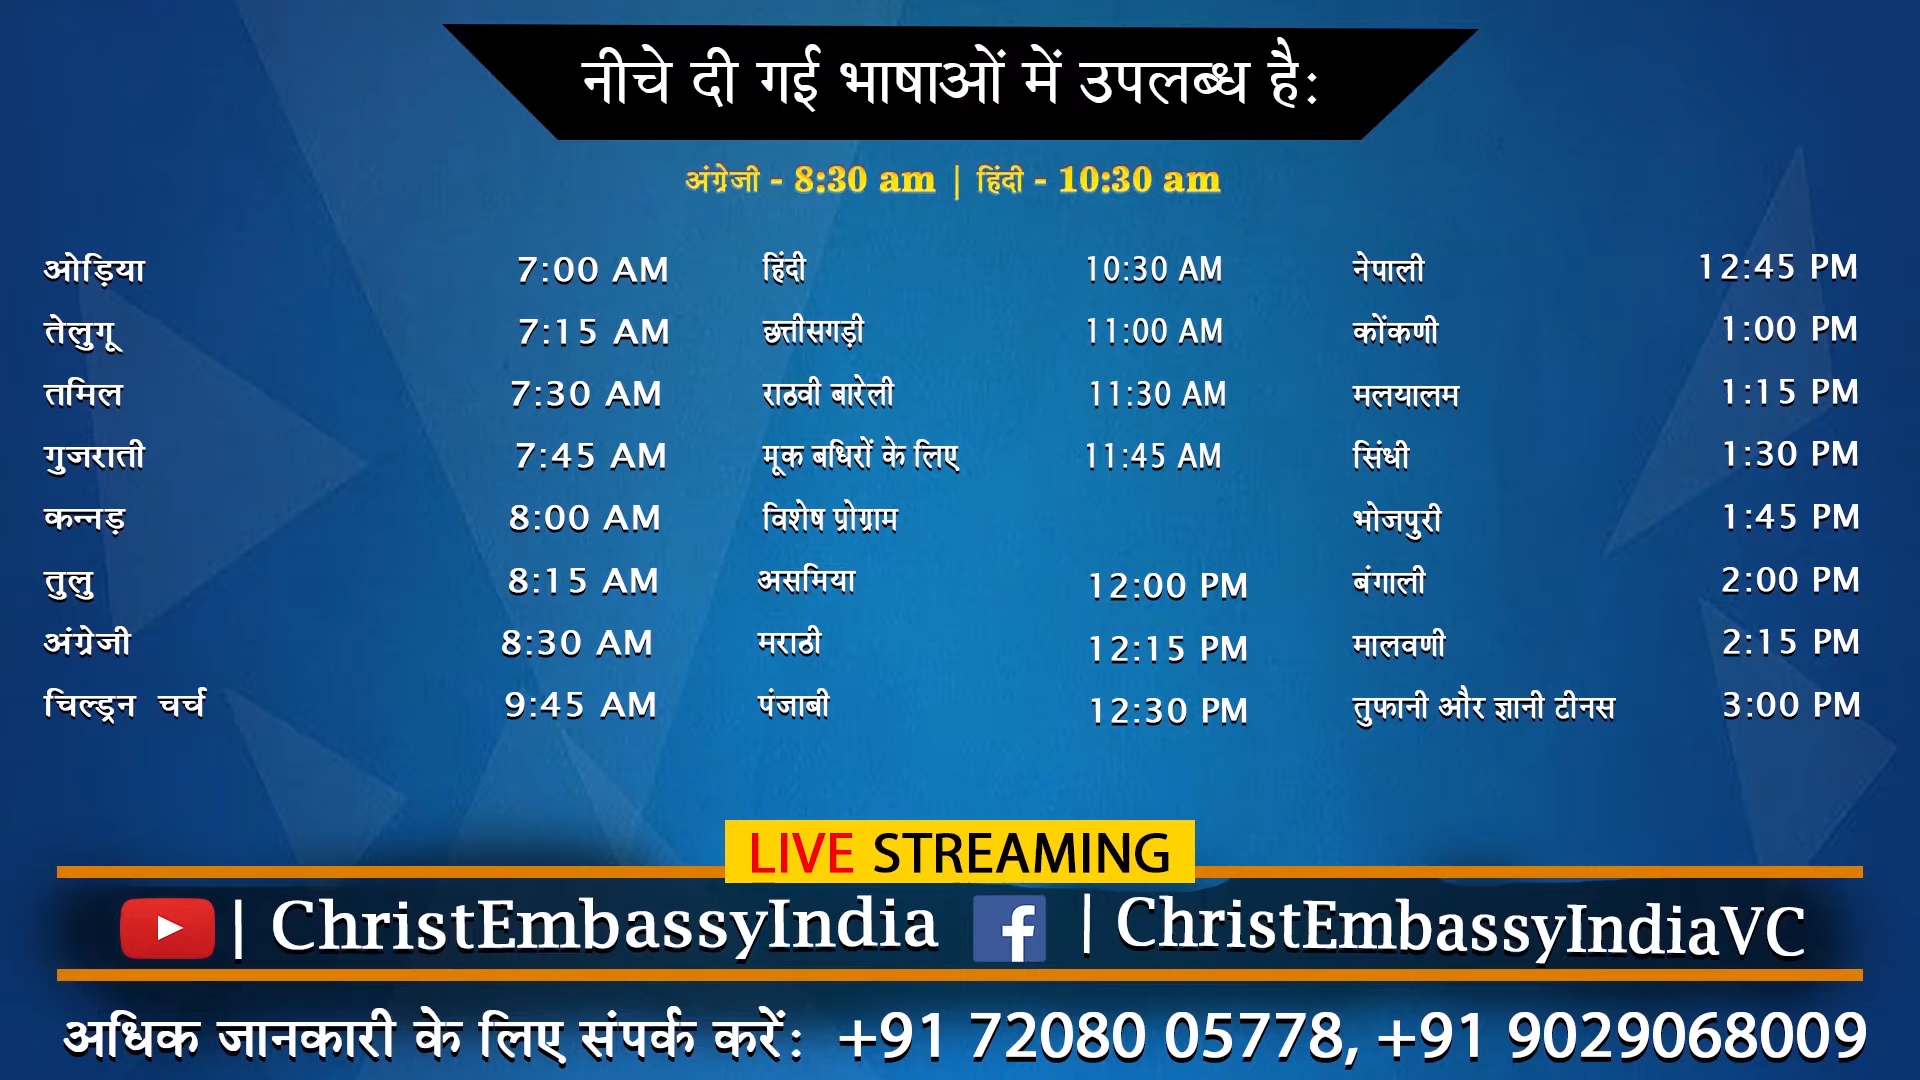 नीचे दी गई भाषाओं में उपलब्ध है:
अंग्रेजी - 8:30 am | हिंदी - 10:30 am
ओड़िया 7:00 AM
तेलुगू 7:15 AM
तमिल 7:30 AM
गुजराती 7:45 AM
कन्नड़ 8:00 AM
तुलु 8:15 AM
अंग्रेजी 8:30 AM
चिल्ड्रन चर्च 9:45 AM
हिंदी 10:30 AM
छत्तीसगड़ी 11:00 AM
राठवी बारेली 11:30 AM
मूक बधिरों के लिए 11:45 AM
विशेष प्रोग्राम
असमिया 12:00 PM
मराठी 12:15 PM
पंजाबी 12:30 PM
नेपाली 12:45 PM
कोंकणी 1:00 PM
मलयालम 1:15 PM
सिंधी 1:30 PM
भोजपुरी 1:45 PM
बंगाली 2:00 PM
मालवणी 2:15 PM
तुफानी और ज्ञानी टीनस 3:00 PM
LIVE STREAMING
| ChristEmbassyIndia | ChristEmbassyIndiaVC
अधिक जानकारी के लिए संपर्क करें: +91 72080 05778, +91 9029068009